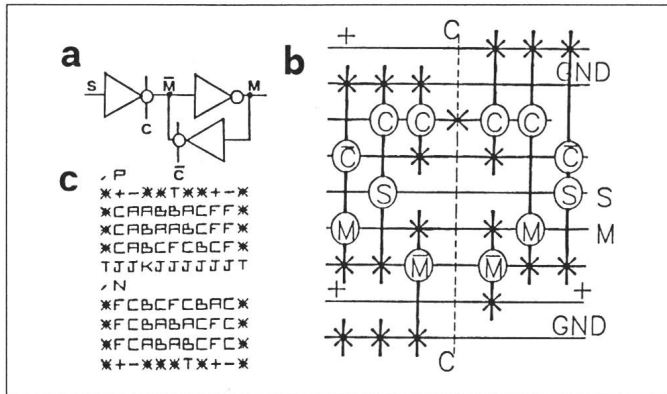 a
S M̄ M
C
C̄
c
, P
*+-**T**+-*
*CAABBACFF*
*CABAABCFF*
*CABCFCBCF*
TJJKJJJJJJT
, N
*FCBCFCBAC*
*FCBABACFC*
*FCABABCFC*
*+-***T*+-*
b
+ C
GND
C C C C
C̄ C̄
S S S
M M M
M̄ M̄
+ +
GND
C